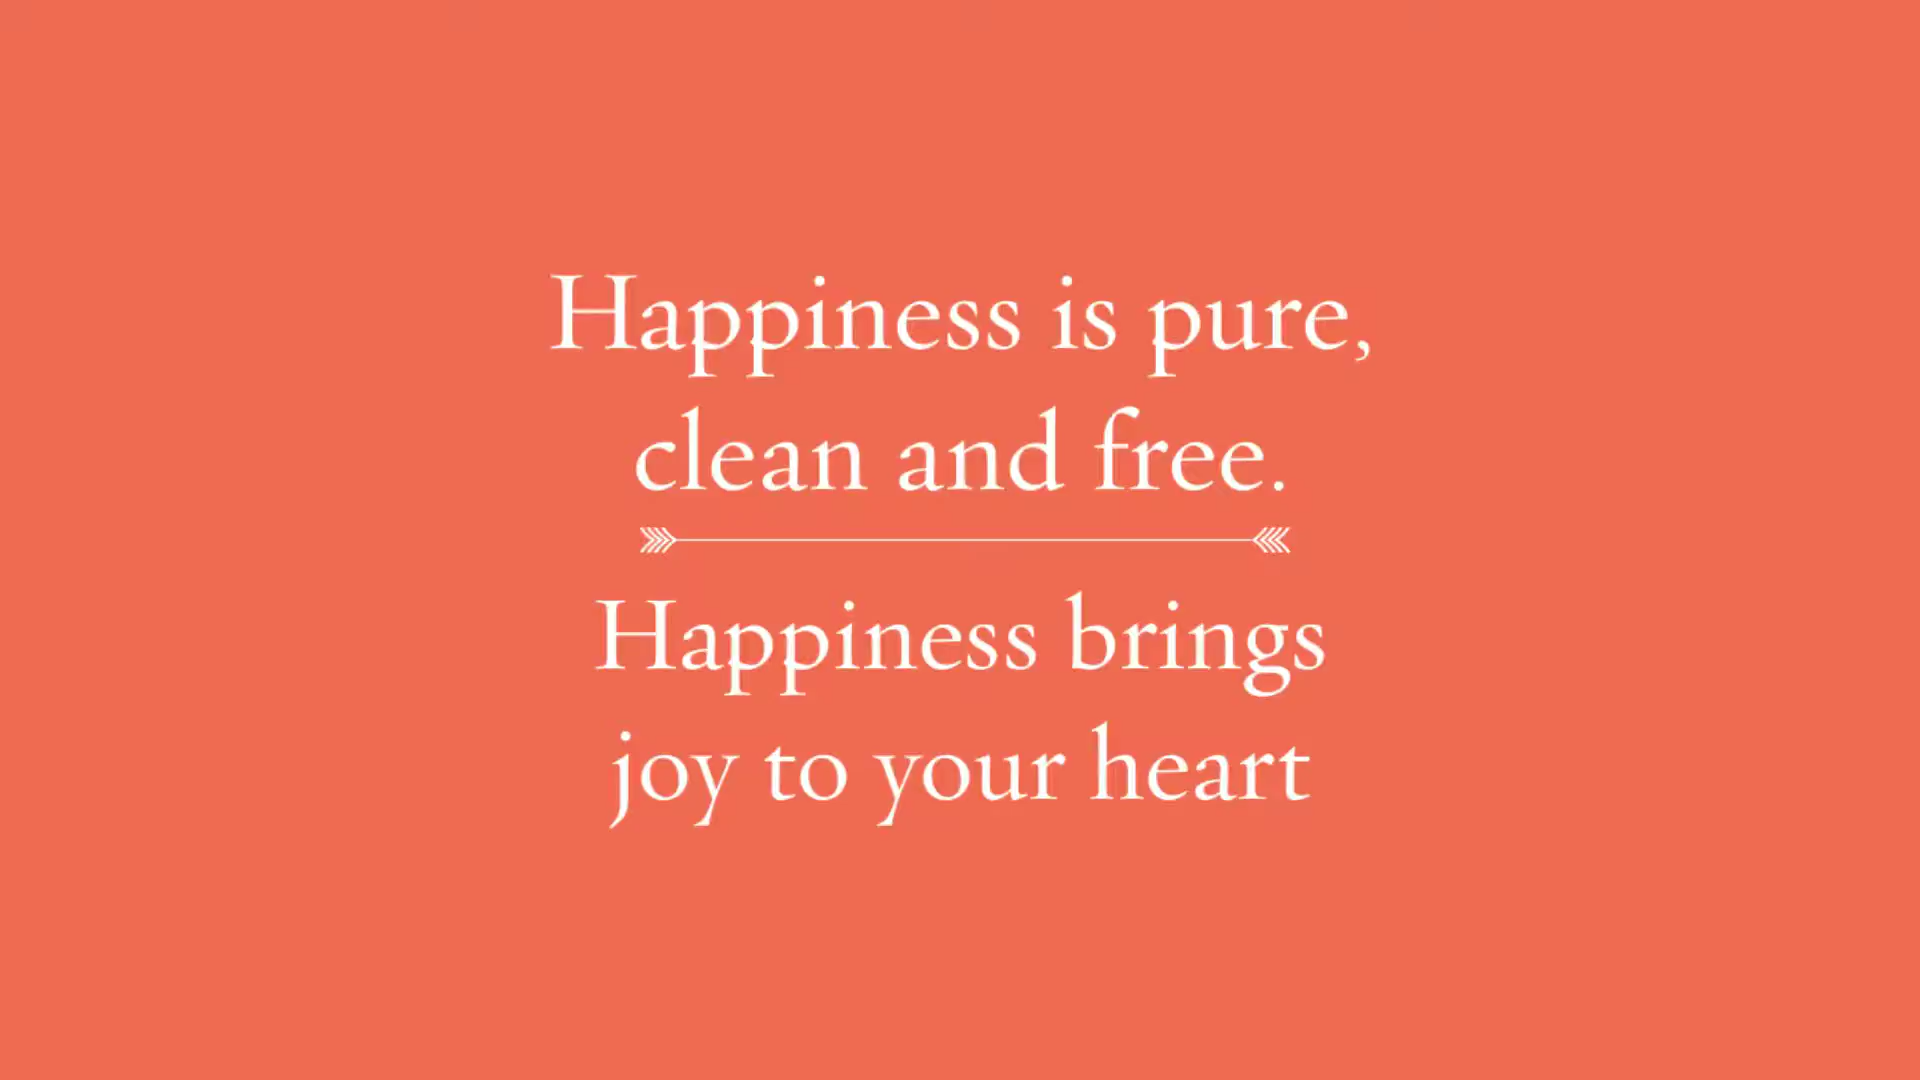 Happiness is pure,
clean and free.
Happiness brings
joy to your heart